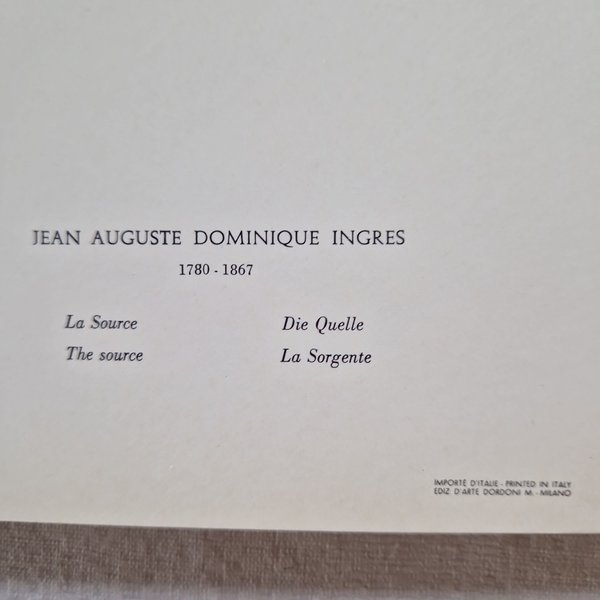 JEAN AUGUSTE DOMINIQUE INGRES
1780 - 1867
La Source
The source
Die Quelle
La Sorgente
IMPORTÉ D'ITALIE - PRINTED IN ITALY
EDIZ D'ARTE DORDONI M. - MILANO